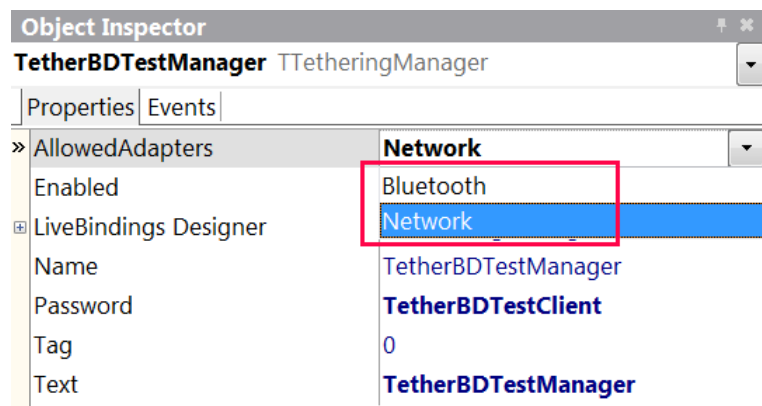 Object Inspector
TetherBDTestManager TTetheringManager
Properties Events
» AllowedAdapters Network
Enabled Bluetooth
LiveBindings Designer Network
Name TetherBDTestManager
Password TetherBDTestClient
Tag 0
Text TetherBDTestManager